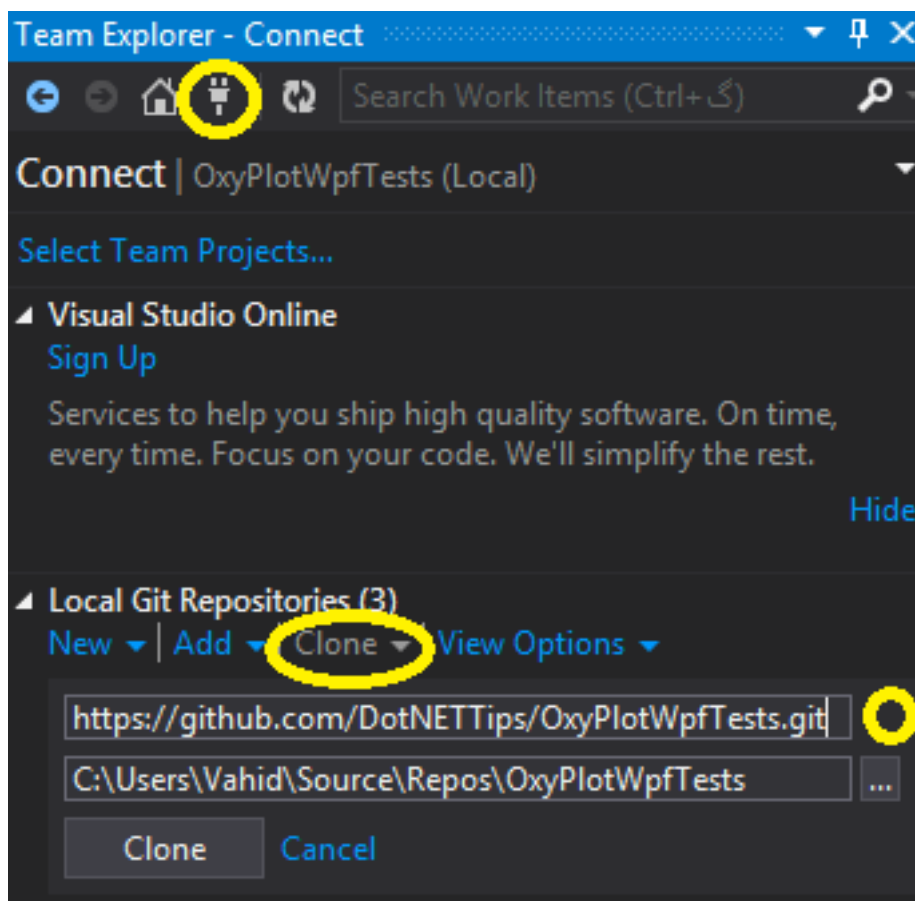 Team Explorer - Connect
Search Work Items (Ctrl+گ)
Connect | OxyPlotWpfTests (Local)
Select Team Projects...
Visual Studio Online
Sign Up
Services to help you ship high quality software. On time,
every time. Focus on your code. We'll simplify the rest.
Hide
Local Git Repositories (3)
New | Add Clone View Options
https://github.com/DotNETTips/OxyPlotWpfTests.git
C:\Users\Vahid\Source\Repos\OxyPlotWpfTests ...
Clone Cancel